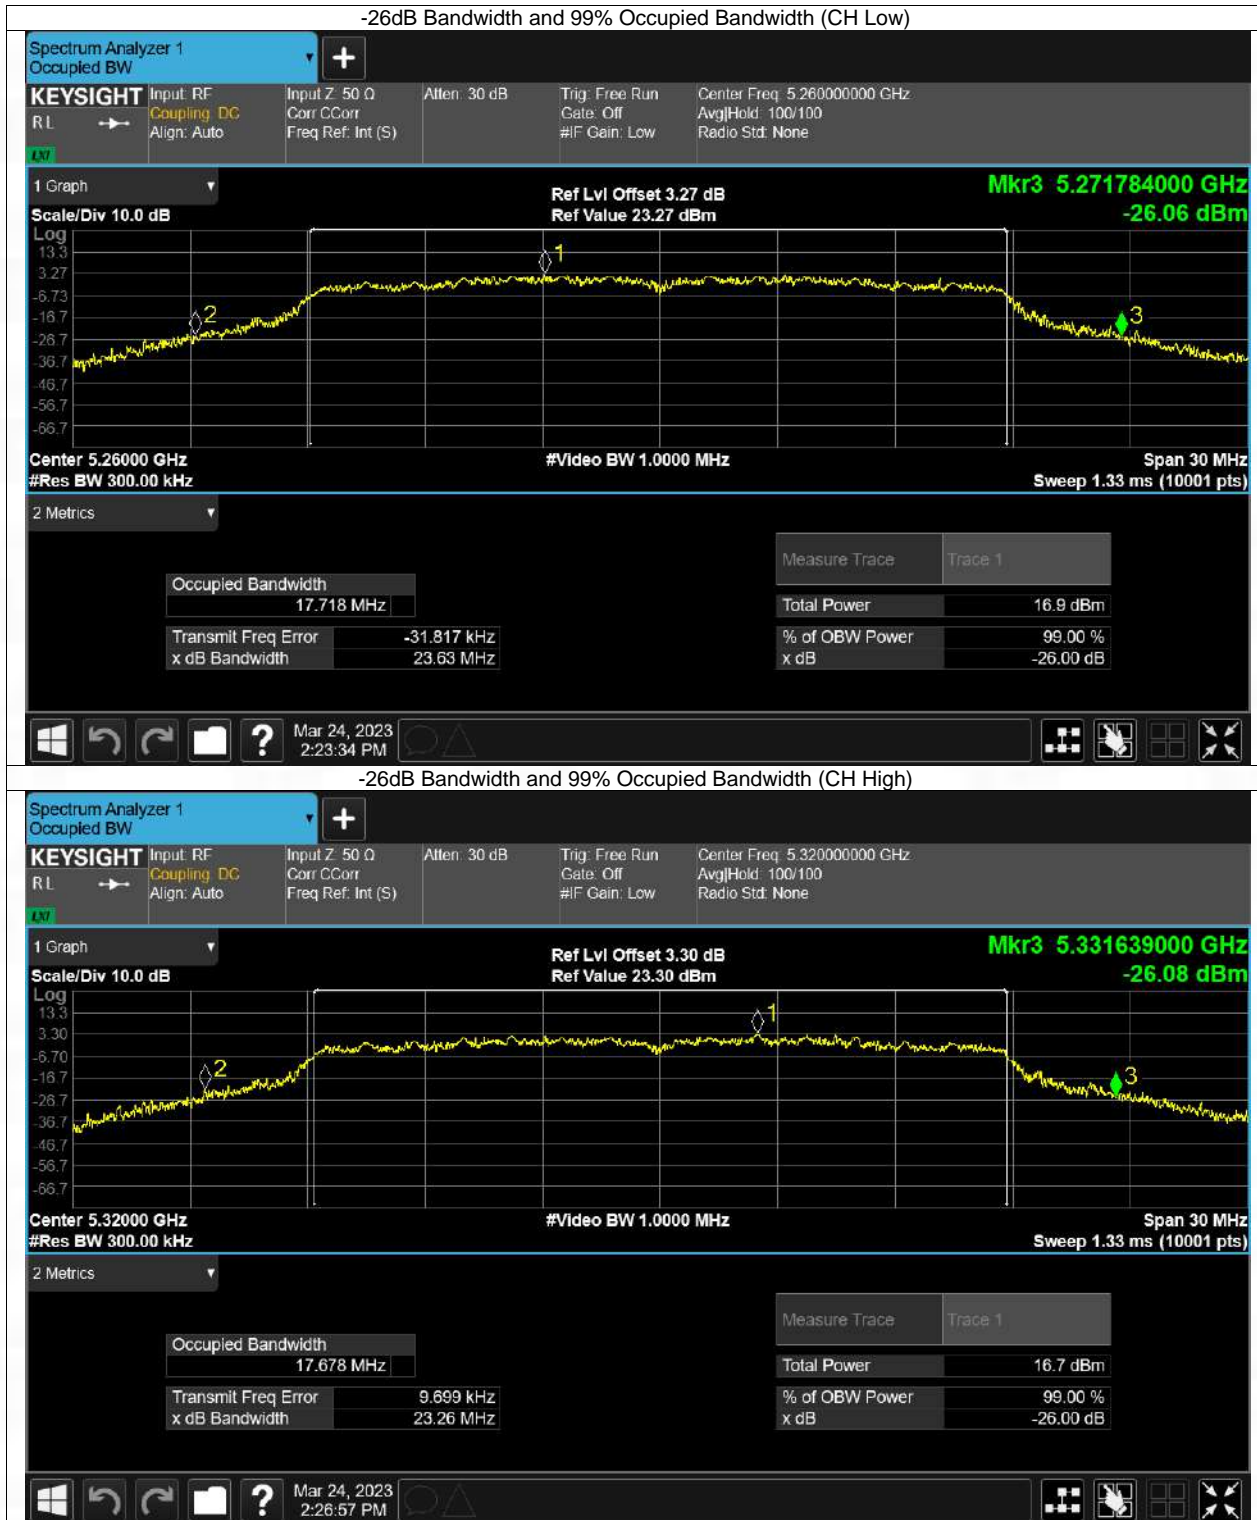 -26dB Bandwidth and 99% Occupied Bandwidth (CH Low)
Spectrum Analyzer 1
Occupied BW
KEYSIGHT
RL
LXI
Input: RF
Coupling: DC
Align: Auto
Input Z: 50 Ω
Corr CCorr
Freq Ref: Int (S)
Atten: 30 dB
Trig: Free Run
Gate: Off
#IF Gain: Low
Center Freq: 5.260000000 GHz
Avg|Hold: 100/100
Radio Std: None
1 Graph
Scale/Div 10.0 dB
Ref Lvl Offset 3.27 dB
Ref Value 23.27 dBm
Mkr3 5.271784000 GHz
-26.06 dBm
Log
13.3
3.27
-6.73
-16.7
-26.7
-36.7
-46.7
-56.7
-66.7
1
2
3
Center 5.26000 GHz
#Res BW 300.00 kHz
#Video BW 1.0000 MHz
Span 30 MHz
Sweep 1.33 ms (10001 pts)
2 Metrics
Measure Trace Trace 1
Occupied Bandwidth
17.718 MHz
Total Power 16.9 dBm
Transmit Freq Error -31.817 kHz
% of OBW Power 99.00 %
x dB Bandwidth 23.63 MHz
x dB -26.00 dB
?
Mar 24, 2023
2:23:34 PM
-26dB Bandwidth and 99% Occupied Bandwidth (CH High)
Spectrum Analyzer 1
Occupied BW
KEYSIGHT
RL
LXI
Input: RF
Coupling: DC
Align: Auto
Input Z: 50 Ω
Corr CCorr
Freq Ref: Int (S)
Atten: 30 dB
Trig: Free Run
Gate: Off
#IF Gain: Low
Center Freq: 5.320000000 GHz
Avg|Hold: 100/100
Radio Std: None
1 Graph
Scale/Div 10.0 dB
Ref Lvl Offset 3.30 dB
Ref Value 23.30 dBm
Mkr3 5.331639000 GHz
-26.08 dBm
Log
13.3
3.30
-6.70
-16.7
-26.7
-36.7
-46.7
-56.7
-66.7
1
2
3
Center 5.32000 GHz
#Res BW 300.00 kHz
#Video BW 1.0000 MHz
Span 30 MHz
Sweep 1.33 ms (10001 pts)
2 Metrics
Measure Trace Trace 1
Occupied Bandwidth
17.678 MHz
Total Power 16.7 dBm
Transmit Freq Error 9.699 kHz
% of OBW Power 99.00 %
x dB Bandwidth 23.26 MHz
x dB -26.00 dB
?
Mar 24, 2023
2:26:57 PM